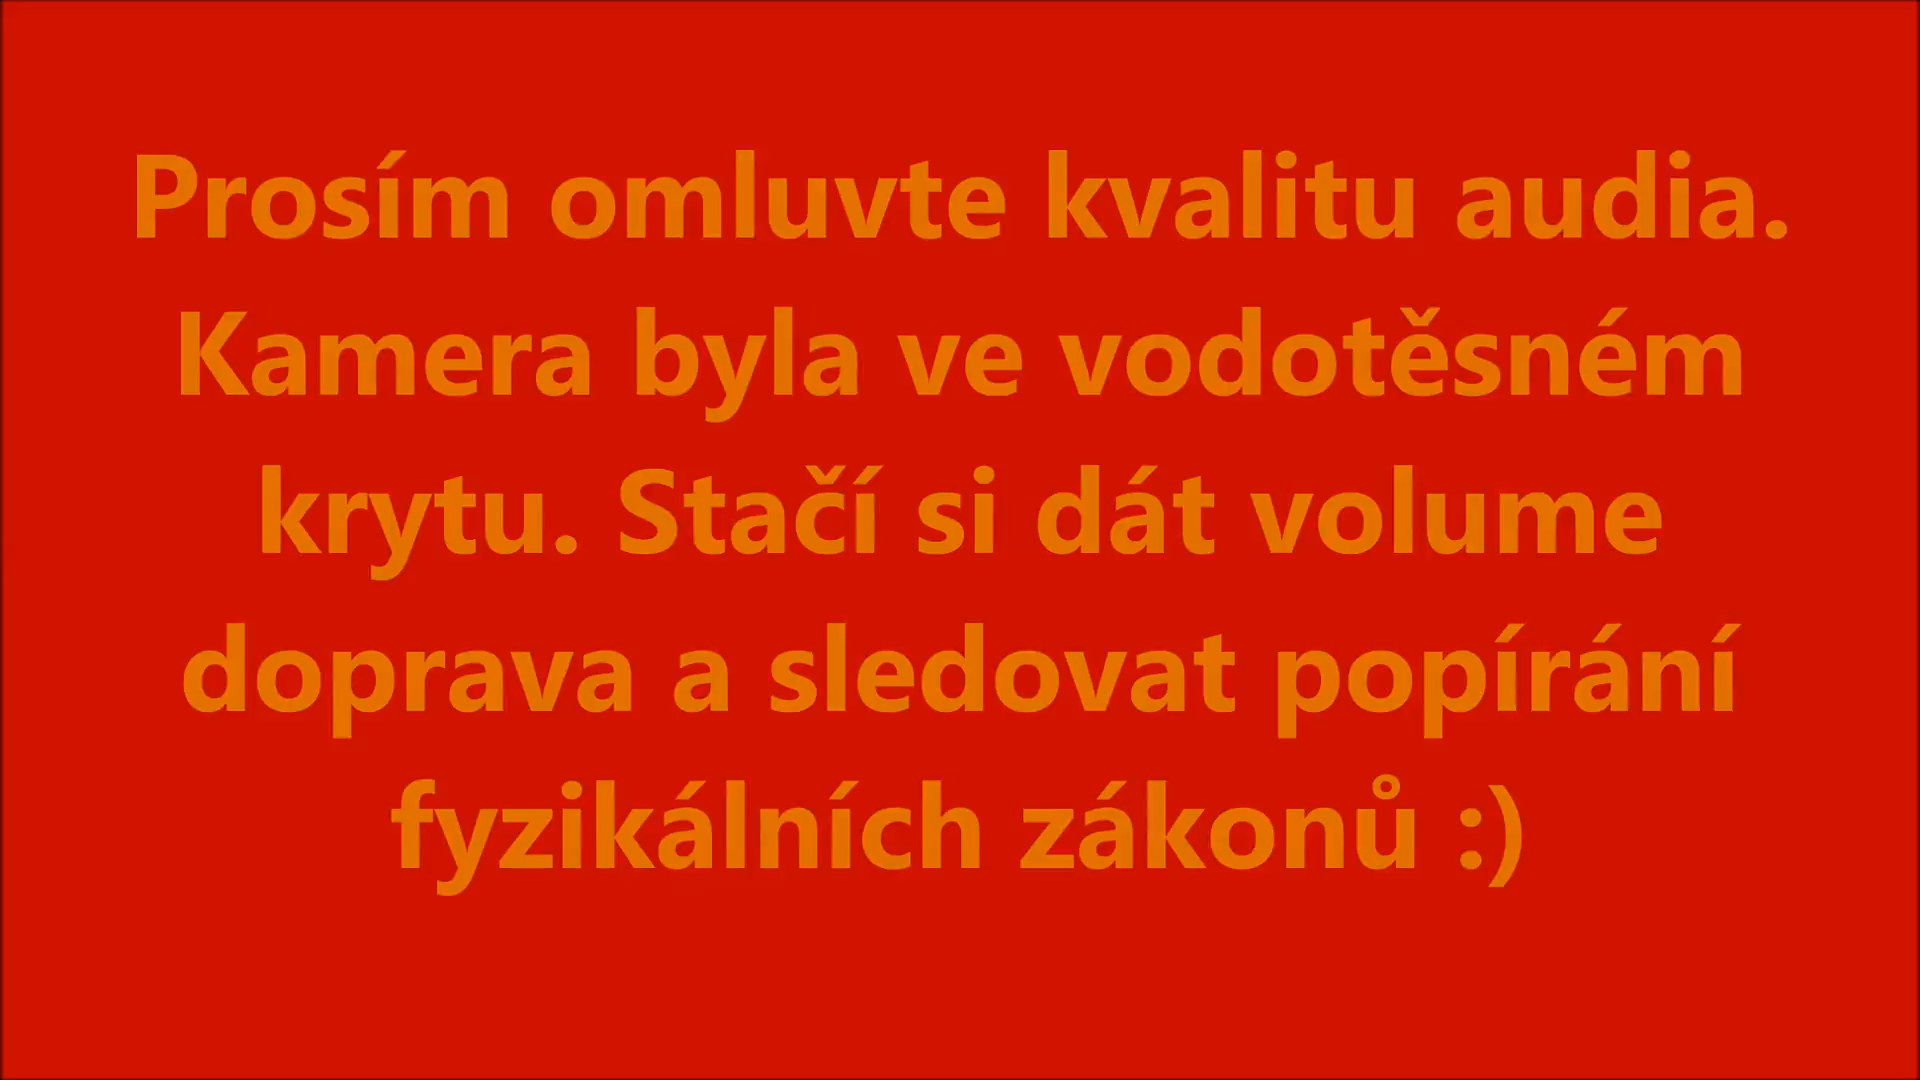 Prosím omluvte kvalitu audia.
Kamera byla ve vodotěsném
krytu. Stačí si dát volume
doprava a sledovat popírání
fyzikálních zákonů :)